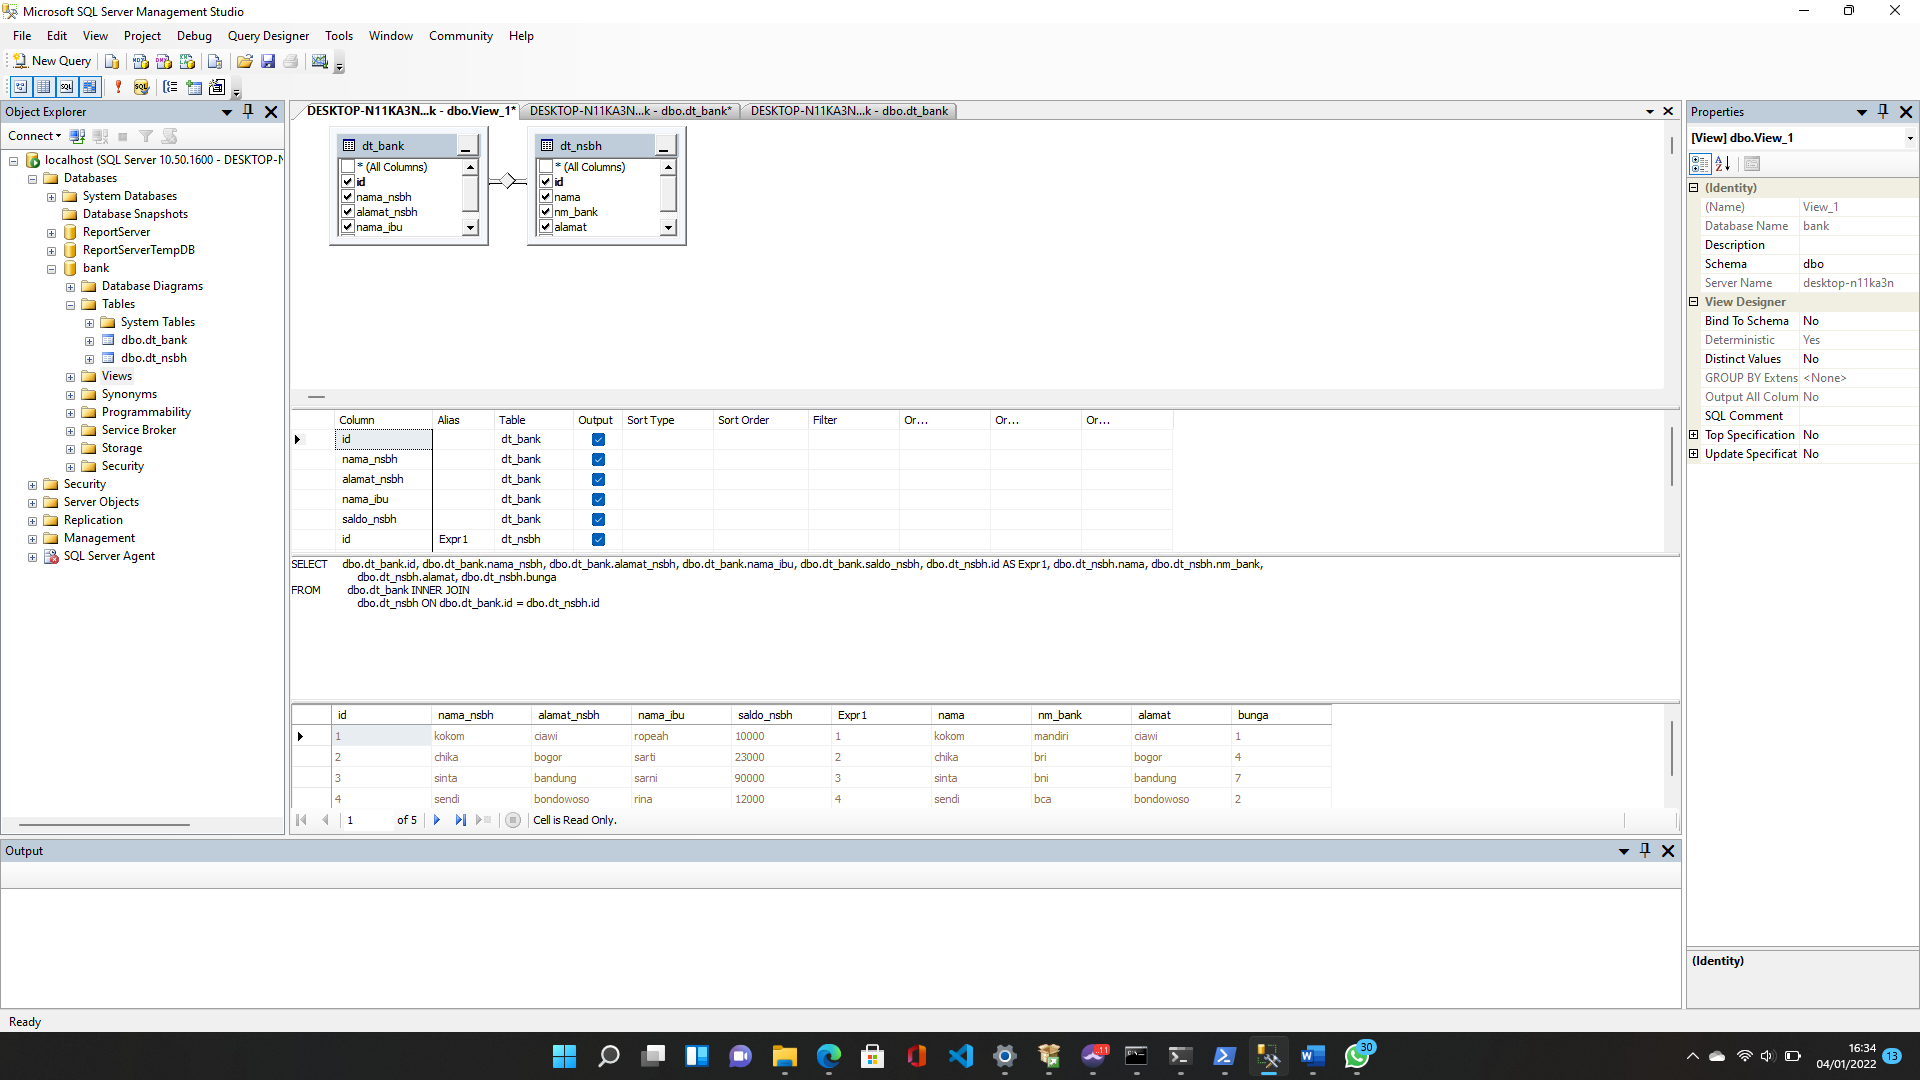 Microsoft SQL Server Management Studio
File Edit View Project Debug Query Designer Tools Window Community Help
New Query
Object Explorer
Connect
localhost (SQL Server 10.50.1600 - DESKTOP-N
Databases
System Databases
Database Snapshots
ReportServer
ReportServerTempDB
bank
Database Diagrams
Tables
System Tables
dbo.dt_bank
dbo.dt_nsbh
Views
Synonyms
Programmability
Service Broker
Storage
Security
Security
Server Objects
Replication
Management
SQL Server Agent
DESKTOP-N11KA3N...k - dbo.View_1* DESKTOP-N11KA3N...k - dbo.dt_bank* DESKTOP-N11KA3N...k - dbo.dt_bank
dt_bank
* (All Columns)
id
nama_nsbh
alamat_nsbh
nama_ibu
dt_nsbh
* (All Columns)
id
nama
nm_bank
alamat
Column Alias Table Output Sort Type Sort Order Filter Or... Or... Or...
id dt_bank
nama_nsbh dt_bank
alamat_nsbh dt_bank
nama_ibu dt_bank
saldo_nsbh dt_bank
id Expr1 dt_nsbh
SELECT dbo.dt_bank.id, dbo.dt_bank.nama_nsbh, dbo.dt_bank.alamat_nsbh, dbo.dt_bank.nama_ibu, dbo.dt_bank.saldo_nsbh, dbo.dt_nsbh.id AS Expr1, dbo.dt_nsbh.nama, dbo.dt_nsbh.nm_bank,
dbo.dt_nsbh.alamat, dbo.dt_nsbh.bunga
FROM dbo.dt_bank INNER JOIN
dbo.dt_nsbh ON dbo.dt_bank.id = dbo.dt_nsbh.id
id nama_nsbh alamat_nsbh nama_ibu saldo_nsbh Expr1 nama nm_bank alamat bunga
1 kokom ciawi ropeah 10000 1 kokom mandiri ciawi 1
2 chika bogor sarti 23000 2 chika bri bogor 4
3 sinta bandung sarni 90000 3 sinta bni bandung 7
4 sendi bondowoso rina 12000 4 sendi bca bondowoso 2
1 of 5 Cell is Read Only.
Properties
[View] dbo.View_1
(Identity)
(Name) View_1
Database Name bank
Description
Schema dbo
Server Name desktop-n11ka3n
View Designer
Bind To Schema No
Deterministic Yes
Distinct Values No
GROUP BY Extens <None>
Output All Colum No
SQL Comment
Top Specification No
Update Specificat No
(Identity)
Output
Ready
11
30
16:34
04/01/2022
13